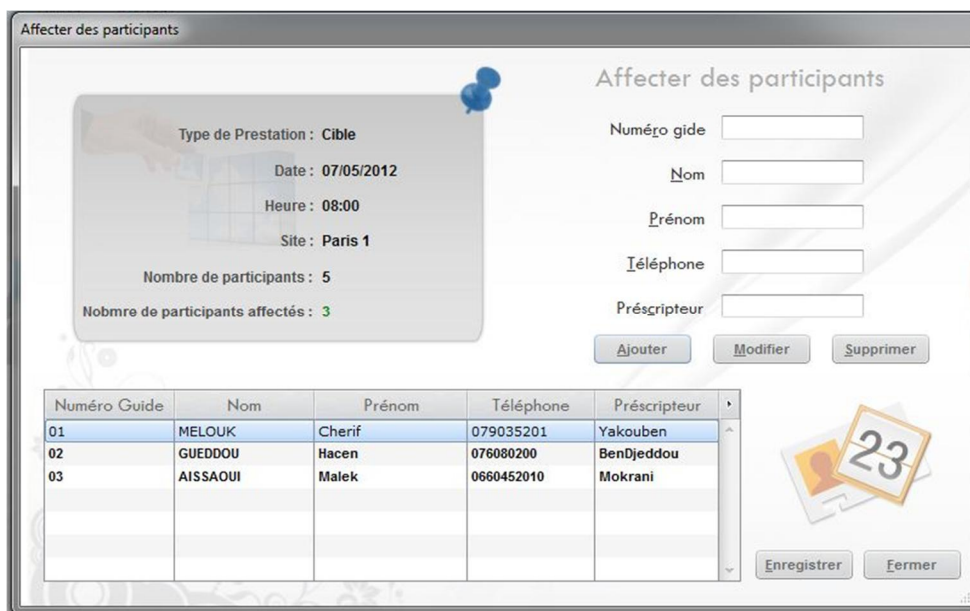 Affecter des participants
Type de Prestation : Cible
Date : 07/05/2012
Heure : 08:00
Site : Paris 1
Nombre de participants : 5
Nobmre de participants affectés : 3
Affecter des participants
Numéro gide
Nom
Prénom
Téléphone
Préscripteur
Ajouter Modifier Supprimer
Numéro Guide Nom Prénom Téléphone Préscripteur
01 MELOUK Cherif 079035201 Yakouben
02 GUEDDOU Hacen 076080200 BenDjeddou
03 AISSAOUI Malek 0660452010 Mokrani
23
Enregistrer Fermer